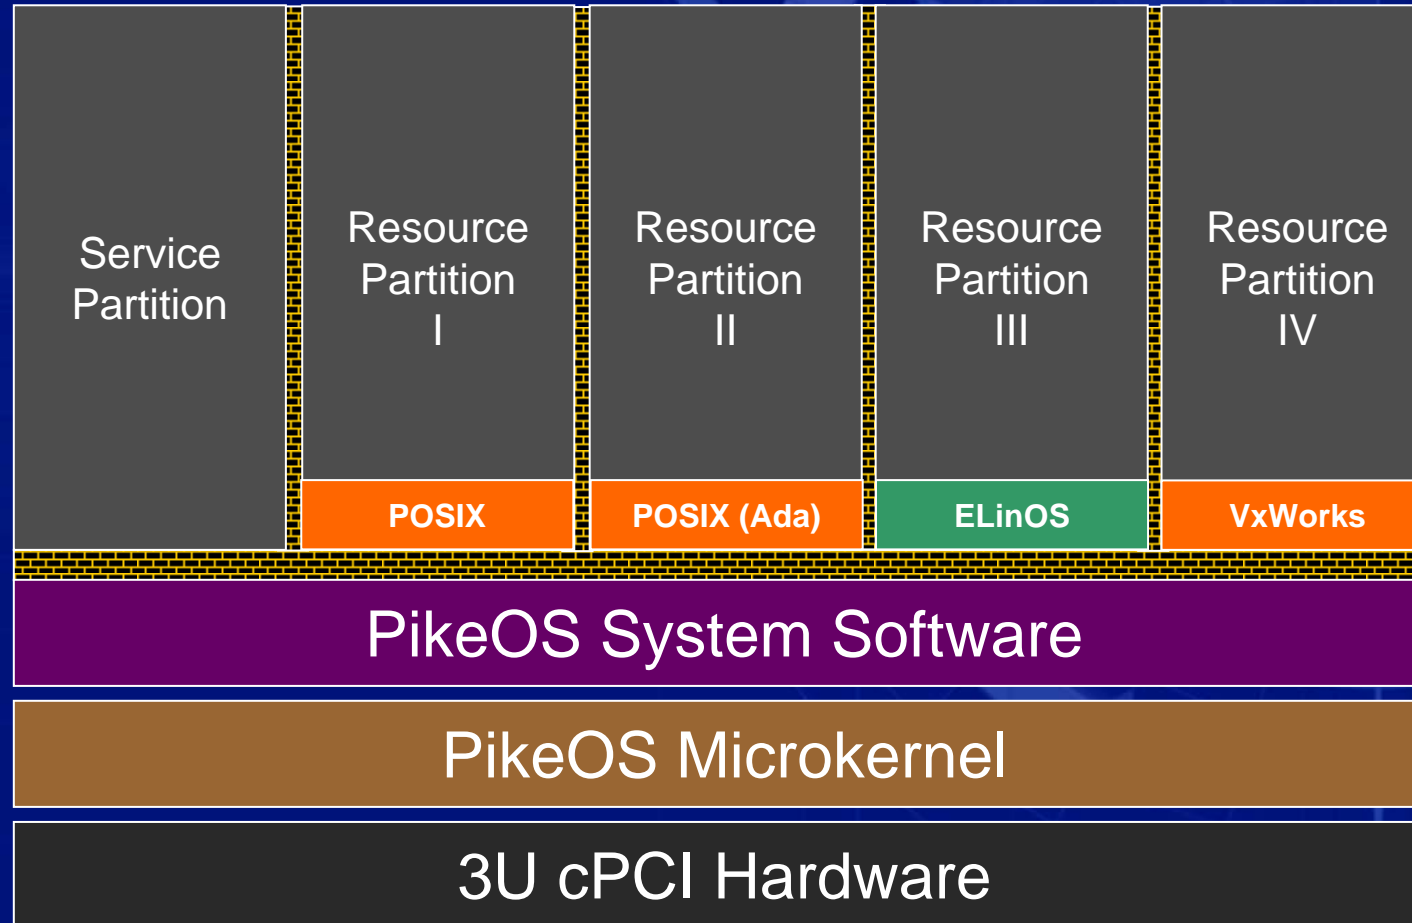 Service
Partition
Resource
Partition
I
Resource
Partition
II
Resource
Partition
III
Resource
Partition
IV
POSIX
POSIX (Ada)
ELinOS
VxWorks
PikeOS System Software
PikeOS Microkernel
3U cPCI Hardware